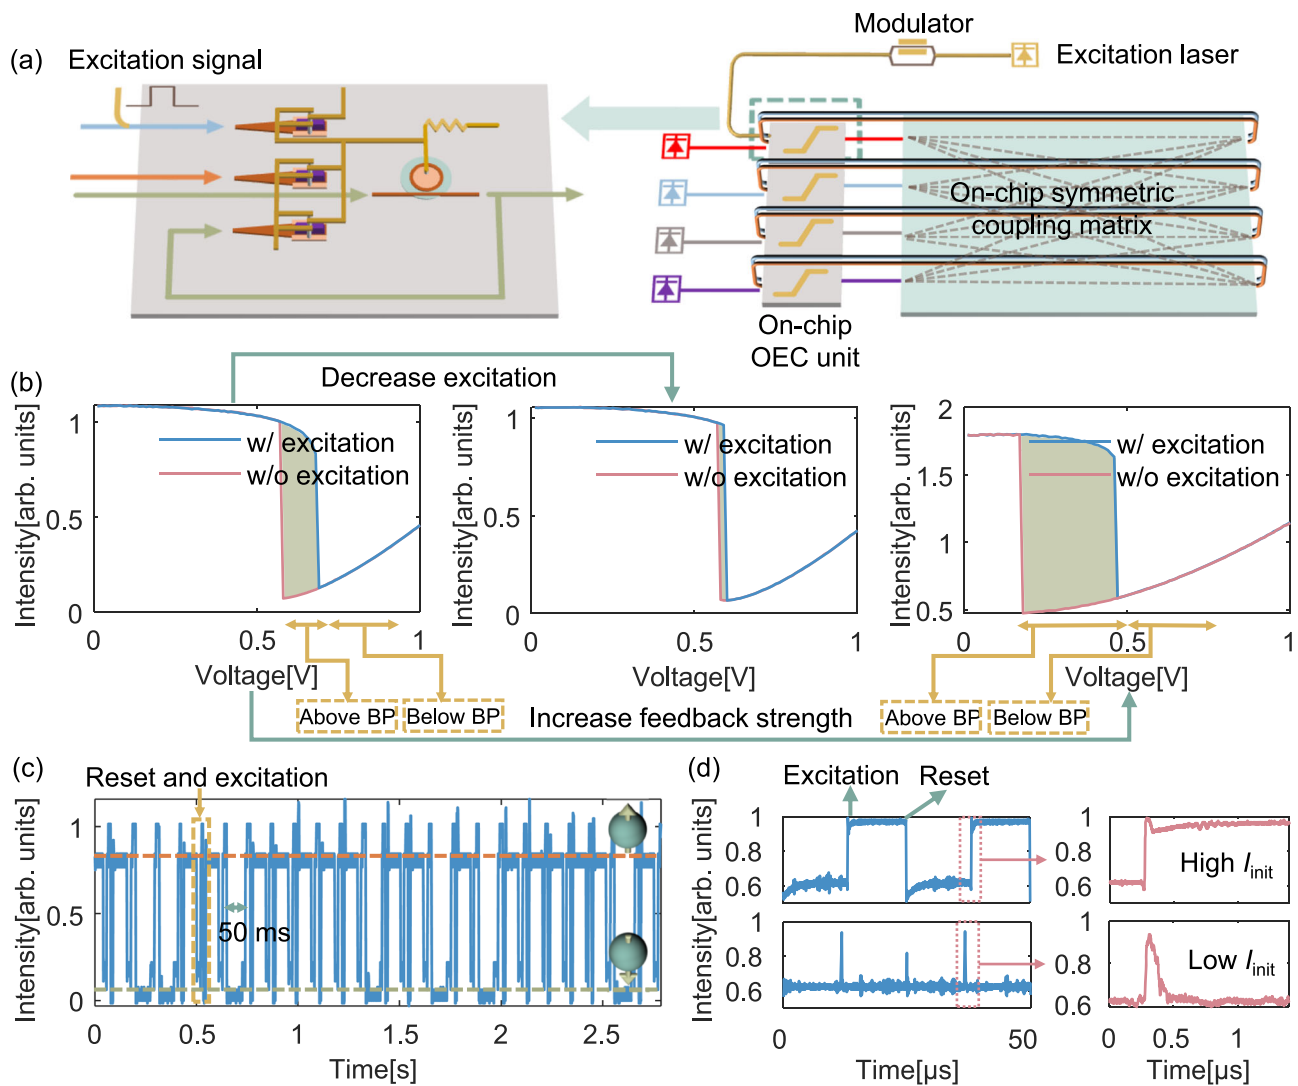 (a) Excitation signal
Modulator
Excitation laser
On-chip symmetric
coupling matrix
On-chip
OEC unit
(b)
Decrease excitation
Intensity[arb. units]
1
0.5
0
w/ excitation
w/o excitation
0 0.5 1
Voltage[V]
Intensity[arb. units]
1
0.5
0
w/ excitation
w/o excitation
0 0.5 1
Voltage[V]
Intensity[arb. units]
2
1.5
1
0.5
w/ excitation
w/o excitation
0 0.5 1
Voltage[V]
Above BP Below BP
Increase feedback strength
Above BP Below BP
(c)
Reset and excitation
Intensity[arb. units]
1
0.5
0
50 ms
0 0.5 1 1.5 2 2.5
Time[s]
(d)
Excitation Reset
Intensity[arb. units]
1
0.8
0.6
1
0.8
0.6
0 50
Time[µs]
1
0.8
0.6
High Iinit
1
0.8
0.6
Low Iinit
0 0.5 1
Time[µs]